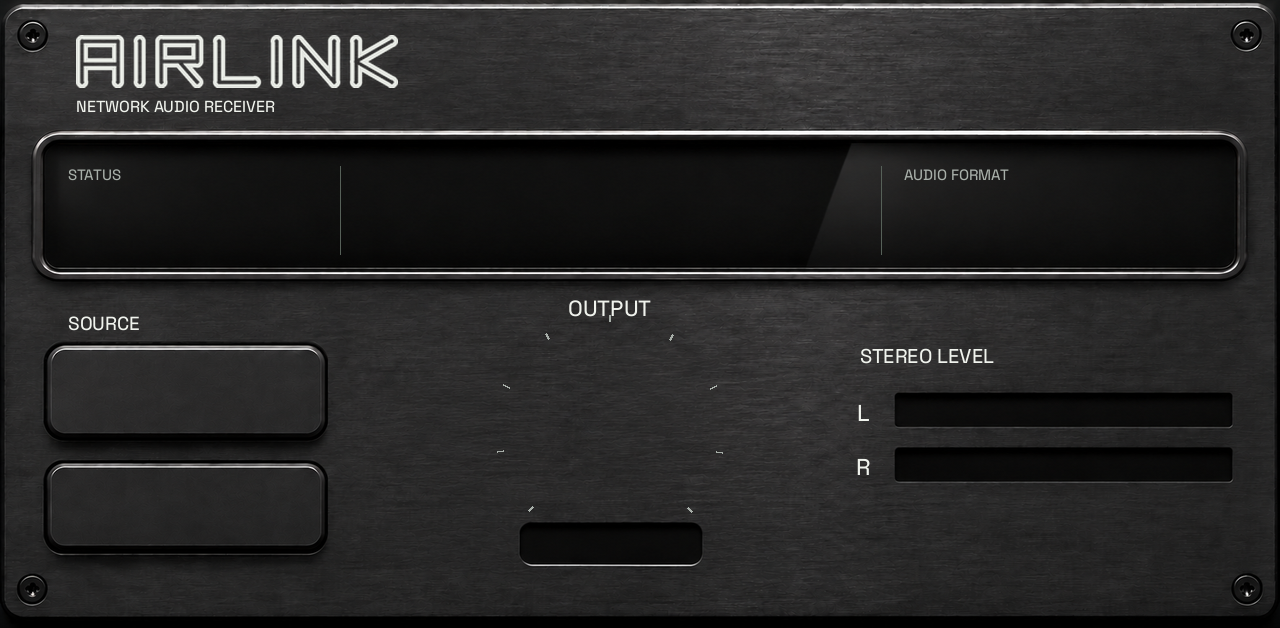 AIRLINK
NETWORK AUDIO RECEIVER
STATUS
AUDIO FORMAT
OUTPUT
SOURCE
STEREO LEVEL
L
R